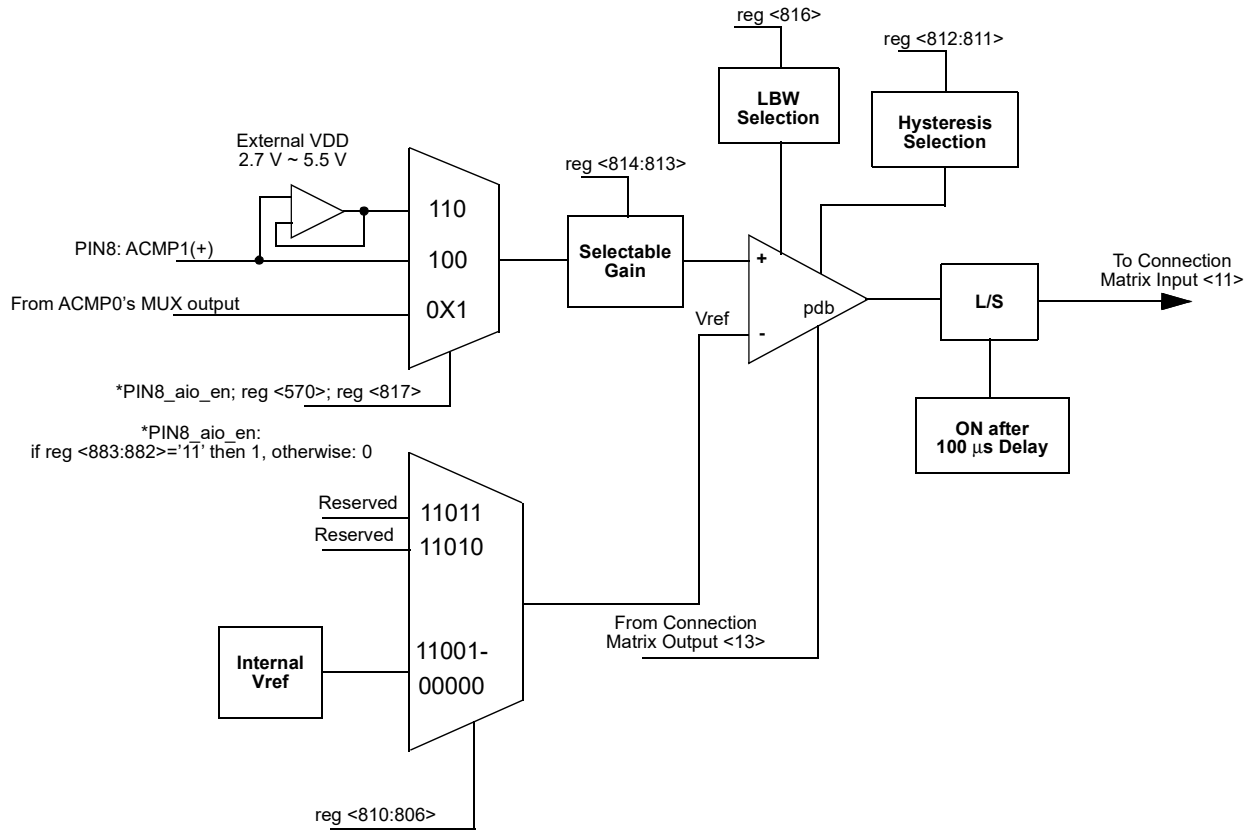 reg <816>
reg <812:811>
LBW
Selection
Hysteresis
Selection
External VDD
2.7 V ~ 5.5 V
reg <814:813>
110
100
0X1
PIN8: ACMP1(+)
From ACMP0's MUX output
Selectable
Gain
+
-
pdb
Vref
L/S
To Connection
Matrix Input <11>
*PIN8_aio_en; reg <570>; reg <817>
*PIN8_aio_en:
if reg <883:882>='11' then 1, otherwise: 0
ON after
100 μs Delay
Reserved
11011
Reserved
11010
Internal
Vref
11001-
00000
From Connection
Matrix Output <13>
reg <810:806>